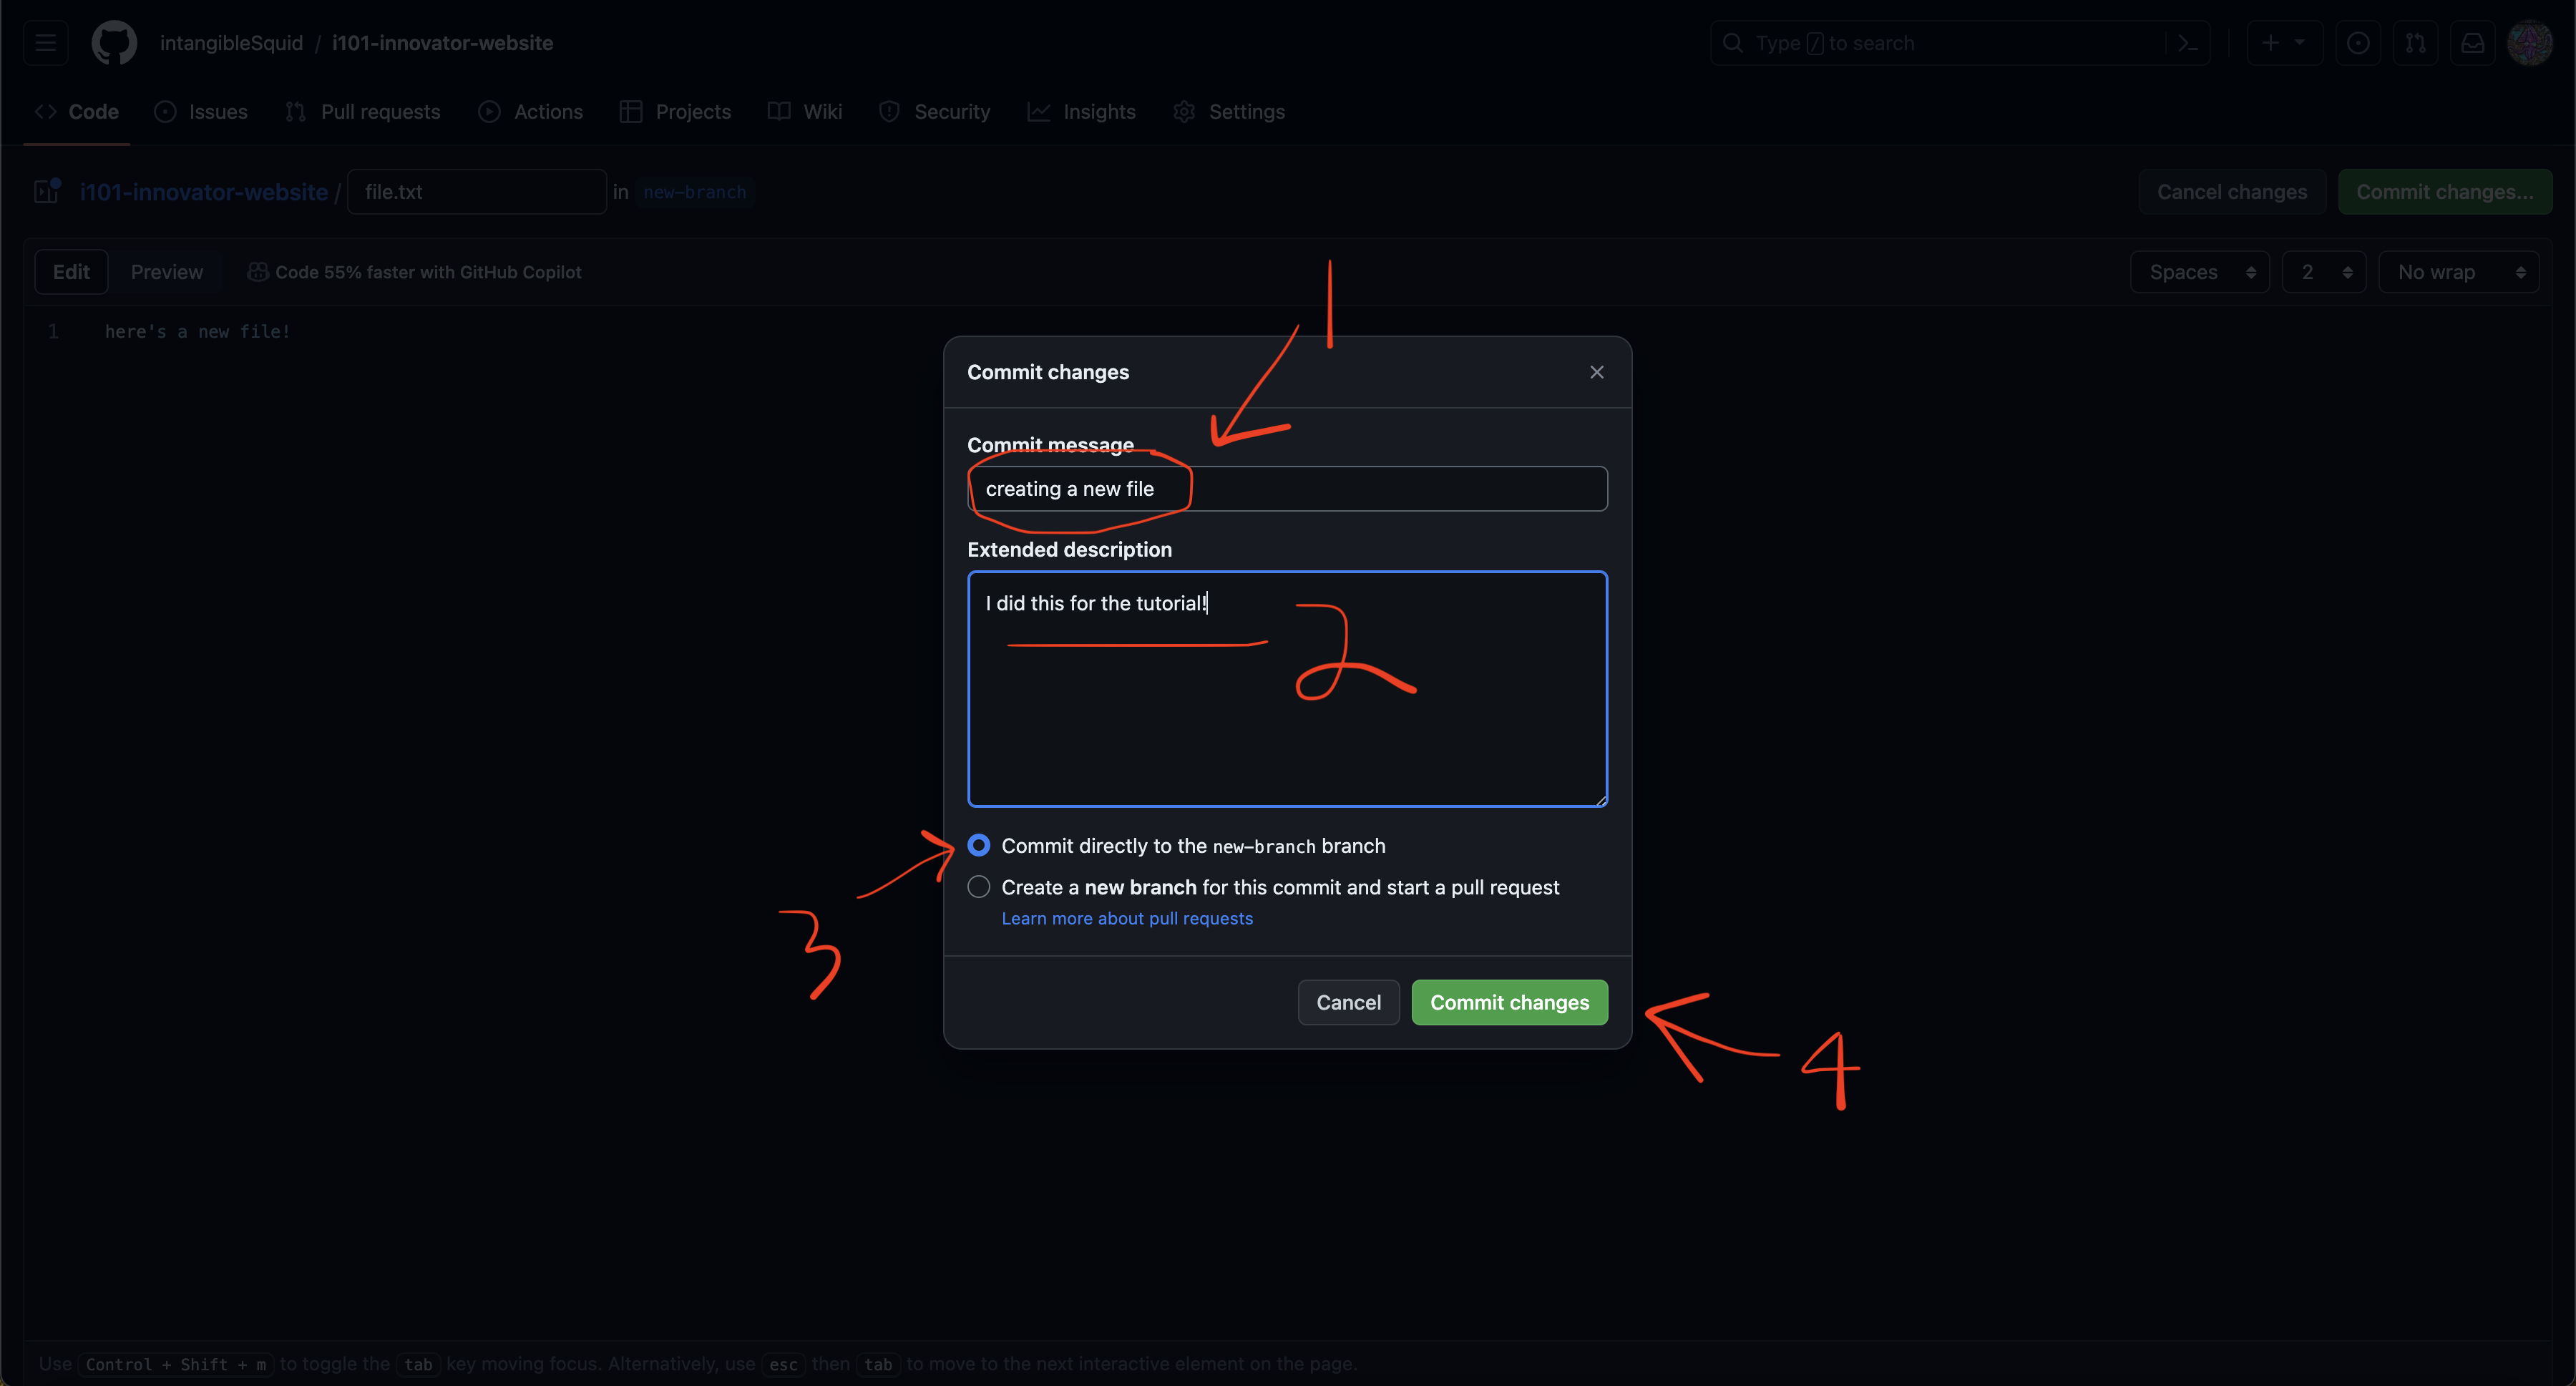 intangibleSquid / i101-innovator-website
Type / to search
Code Issues Pull requests Actions Projects Wiki Security Insights Settings
i101-innovator-website / file.txt in new-branch
Cancel changes Commit changes...
Edit Preview Code 55% faster with GitHub Copilot
Spaces 2 No wrap
1 here's a new file!
1
Commit changes
Commit message
creating a new file
Extended description
I did this for the tutorial!
2
Commit directly to the new-branch branch
Create a new branch for this commit and start a pull request
Learn more about pull requests
3
Cancel Commit changes
4
Use Control + Shift + m to toggle the tab key moving focus. Alternatively, use esc then tab to move to the next interactive element on the page.